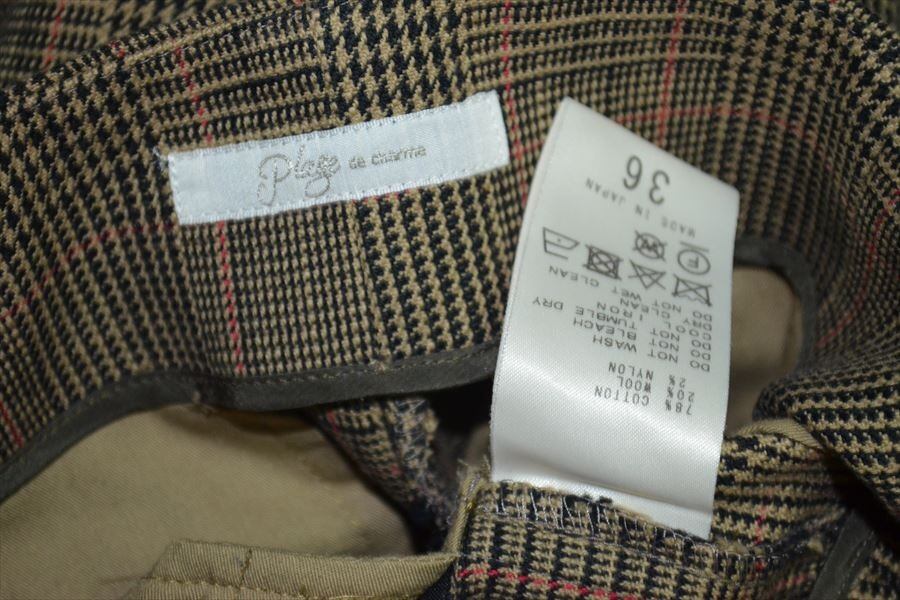 Plage de charme
78% COTTON
20% WOOL
2% NYLON
DO NOT WASH
DO NOT BLEACH
DO NOT TUMBLE DRY
COOL IRON
DRY CLEAN
DO NOT WET CLEAN
F
W
MADE IN JAPAN
36